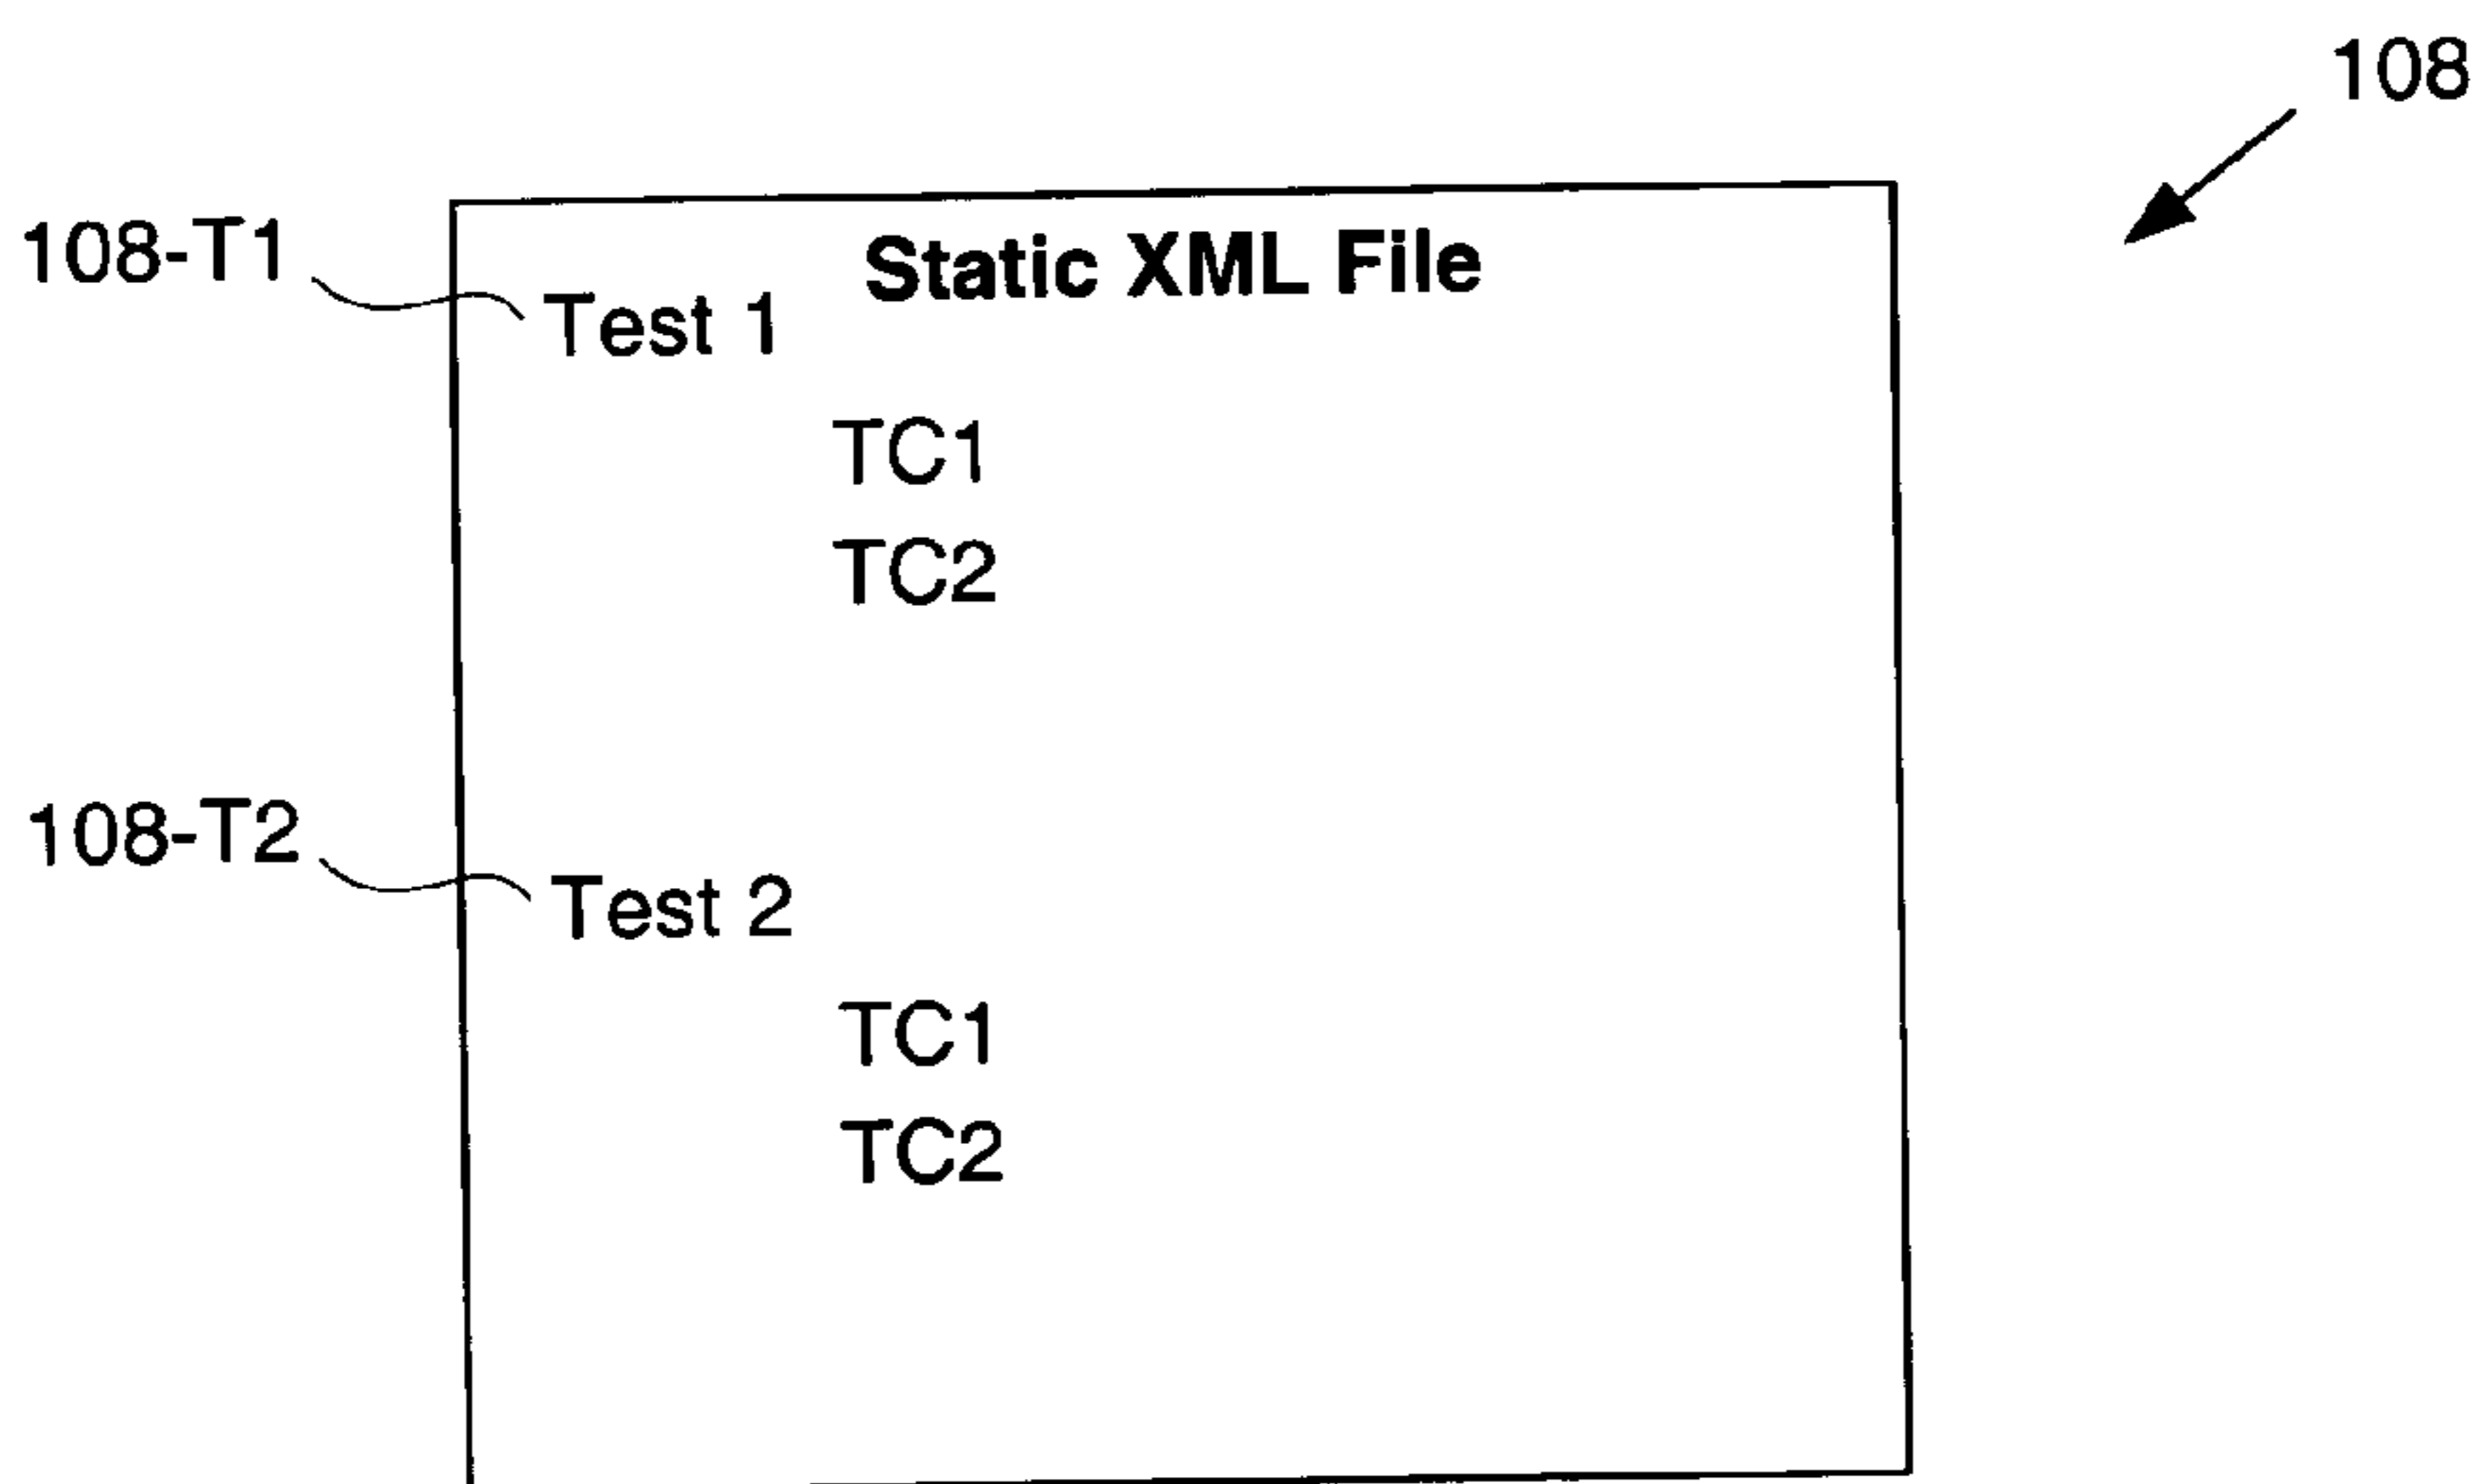 108
108-T1
Static XML File
Test 1
TC1
TC2
108-T2
Test 2
TC1
TC2